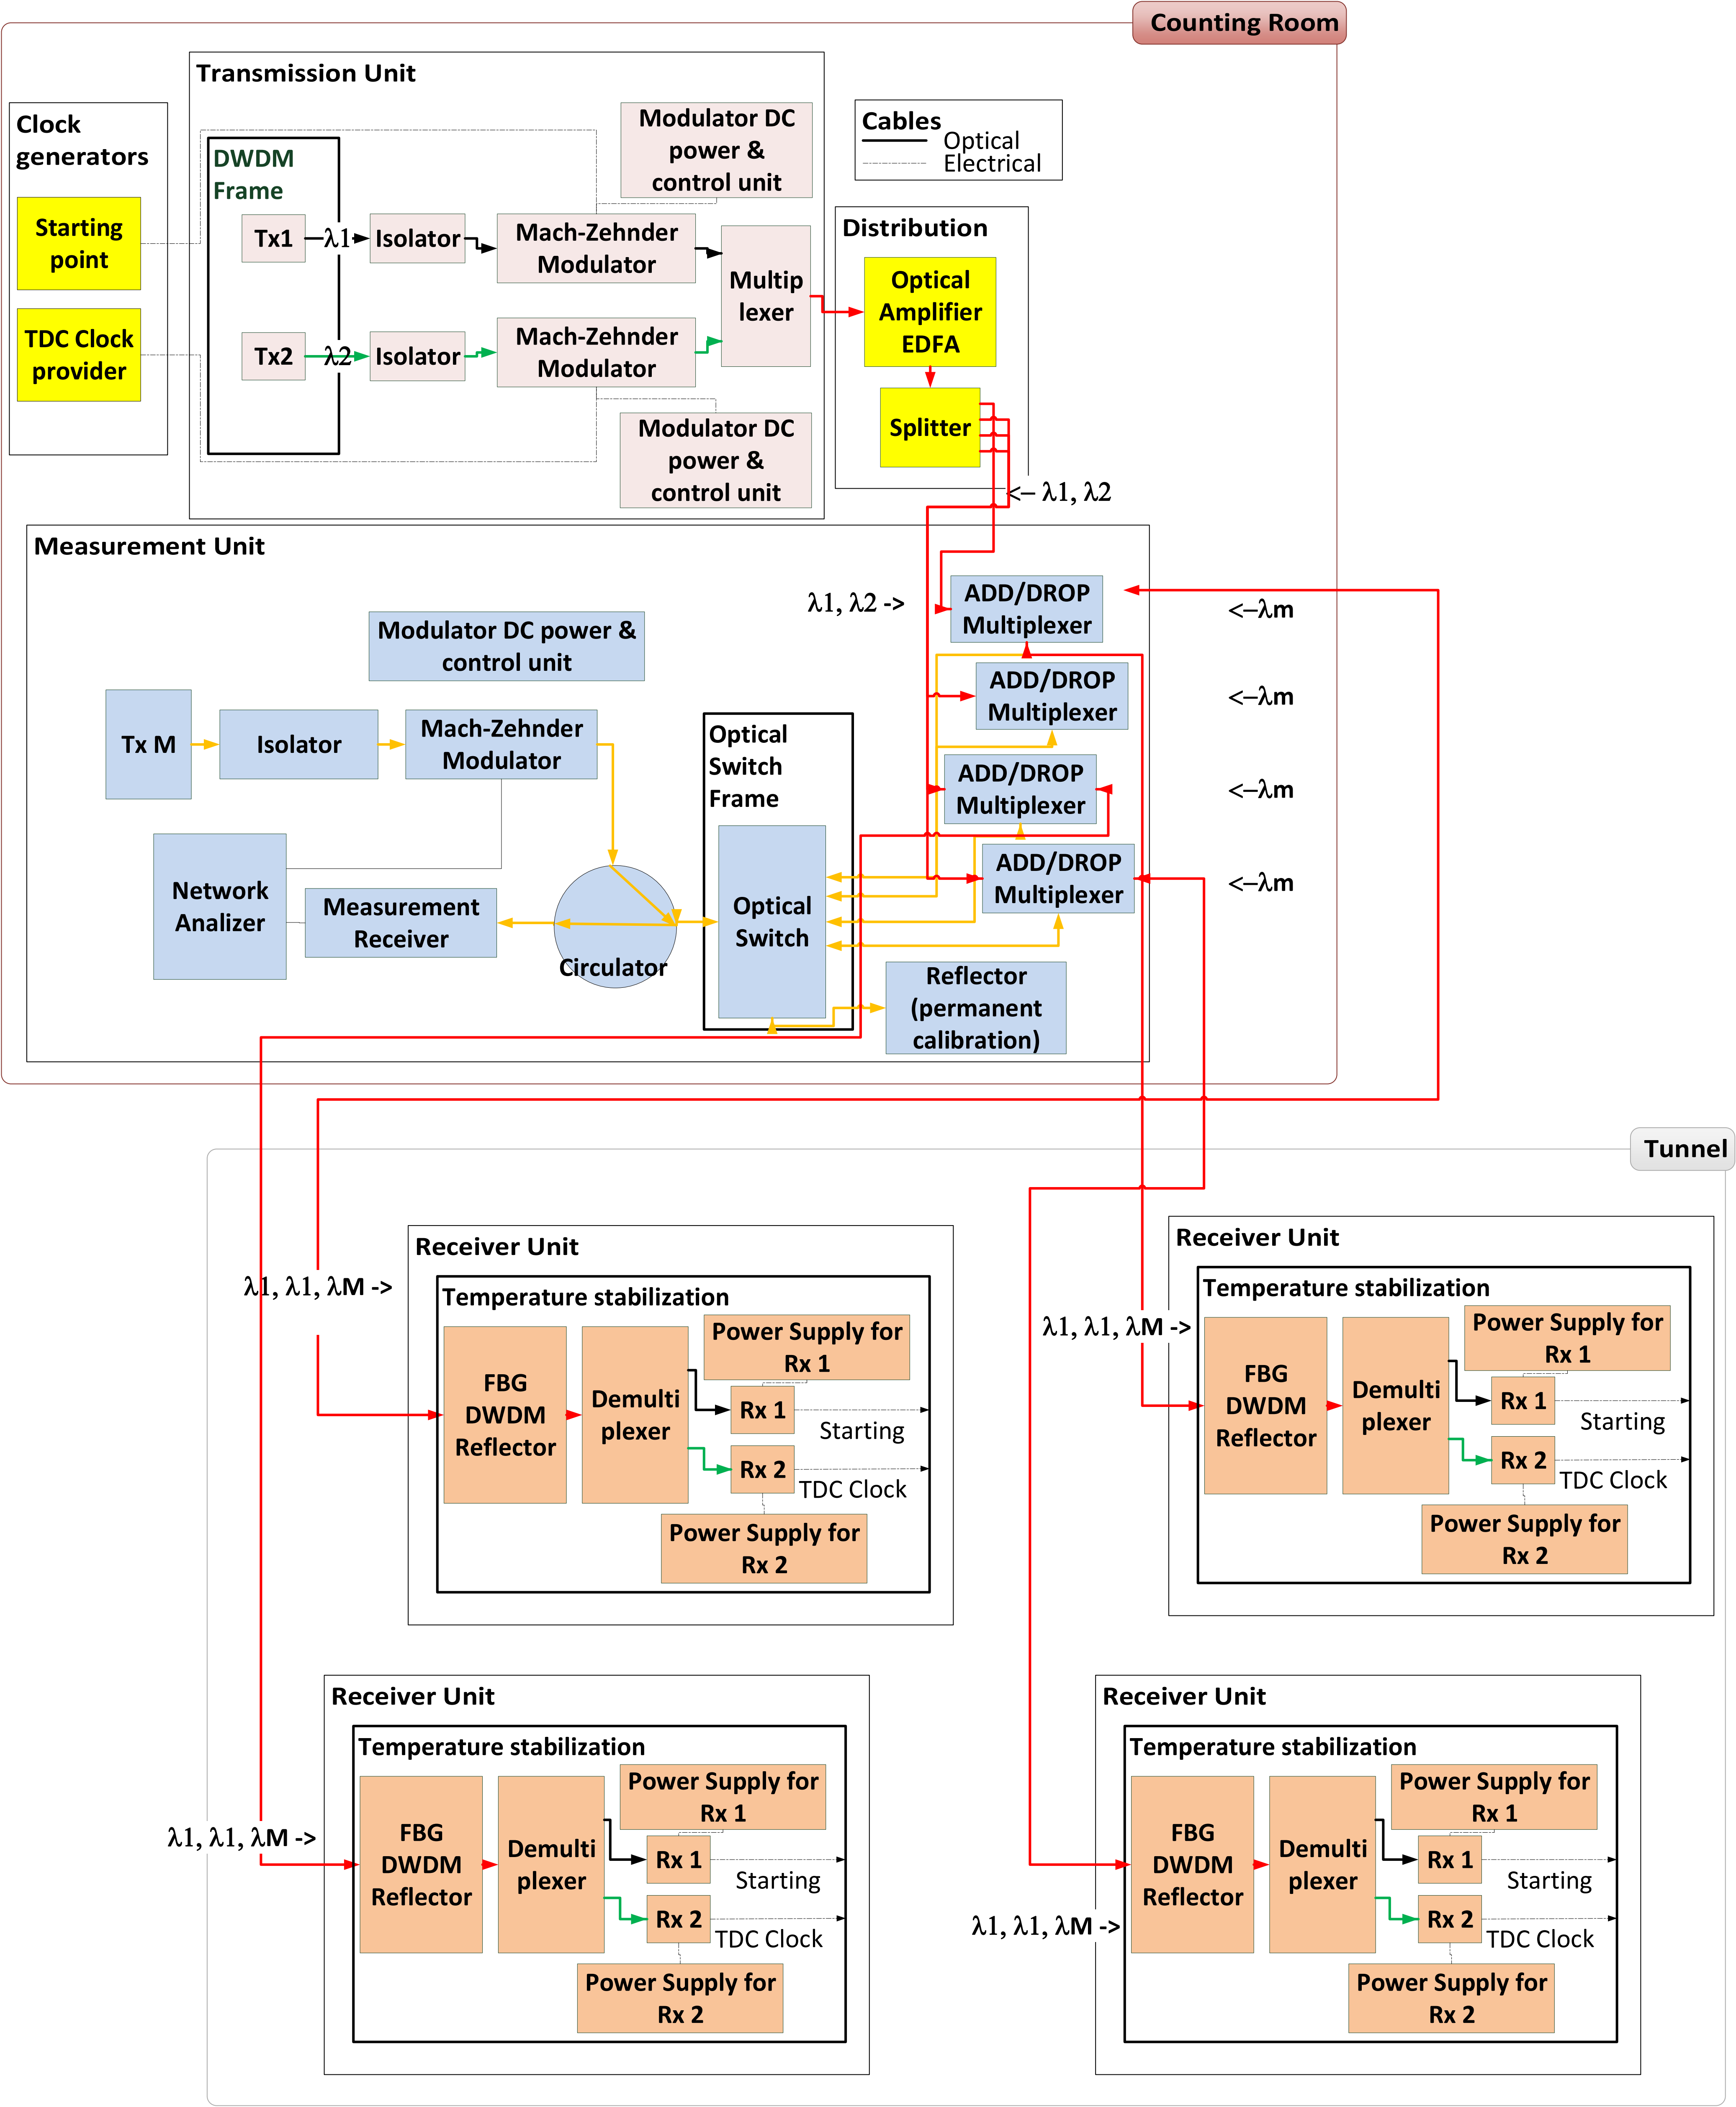 Counting Room
Transmission Unit
Clock
generators
Starting
point
TDC Clock
provider
DWDM
Frame
Tx1
λ1
Isolator
Mach-Zehnder
Modulator
Modulator DC
power &
control unit
Multip
lexer
Tx2
λ2
Isolator
Mach-Zehnder
Modulator
Modulator DC
power &
control unit
Cables
Optical
Electrical
Distribution
Optical
Amplifier
EDFA
Splitter
<– λ1, λ2
Measurement Unit
λ1, λ2 ->
ADD/DROP
Multiplexer
<–λm
ADD/DROP
Multiplexer
<–λm
ADD/DROP
Multiplexer
<–λm
ADD/DROP
Multiplexer
<–λm
Modulator DC power &
control unit
Tx M
Isolator
Mach-Zehnder
Modulator
Optical
Switch
Frame
Optical
Switch
Network
Analizer
Measurement
Receiver
Circulator
Reflector
(permanent
calibration)
Tunnel
Receiver Unit
λ1, λ1, λM ->
Temperature stabilization
Power Supply for
Rx 1
FBG
DWDM
Reflector
Demulti
plexer
Rx 1
Starting
Rx 2
TDC Clock
Power Supply for
Rx 2
Receiver Unit
λ1, λ1, λM ->
Temperature stabilization
Power Supply for
Rx 1
FBG
DWDM
Reflector
Demulti
plexer
Rx 1
Starting
Rx 2
TDC Clock
Power Supply for
Rx 2
Receiver Unit
λ1, λ1, λM ->
Temperature stabilization
Power Supply for
Rx 1
FBG
DWDM
Reflector
Demulti
plexer
Rx 1
Starting
Rx 2
TDC Clock
Power Supply for
Rx 2
Receiver Unit
λ1, λ1, λM ->
Temperature stabilization
Power Supply for
Rx 1
FBG
DWDM
Reflector
Demulti
plexer
Rx 1
Starting
Rx 2
TDC Clock
Power Supply for
Rx 2